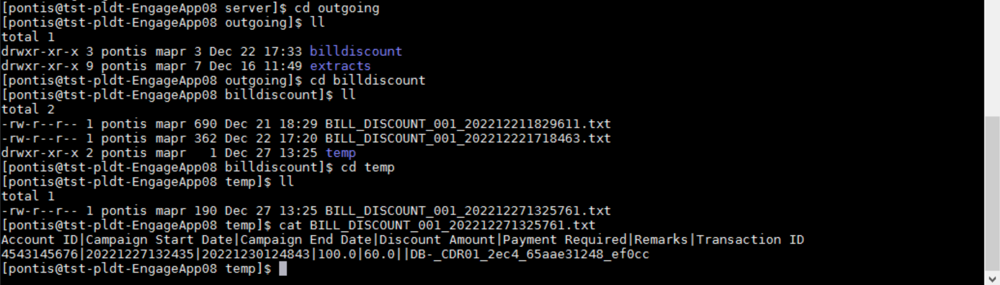 [pontis@tst-pldt-EngageApp08 server]$ cd outgoing
[pontis@tst-pldt-EngageApp08 outgoing]$ ll
total 1
drwxr-xr-x 3 pontis mapr 3 Dec 22 17:33 billdiscount
drwxr-xr-x 9 pontis mapr 7 Dec 16 11:49 extracts
[pontis@tst-pldt-EngageApp08 outgoing]$ cd billdiscount
[pontis@tst-pldt-EngageApp08 billdiscount]$ ll
total 2
-rw-r--r-- 1 pontis mapr 690 Dec 21 18:29 BILL_DISCOUNT_001_202212211829611.txt
-rw-r--r-- 1 pontis mapr 362 Dec 22 17:20 BILL_DISCOUNT_001_202212221718463.txt
drwxr-xr-x 2 pontis mapr   1 Dec 27 13:25 temp
[pontis@tst-pldt-EngageApp08 billdiscount]$ cd temp
[pontis@tst-pldt-EngageApp08 temp]$ ll
total 1
-rw-r--r-- 1 pontis mapr 190 Dec 27 13:25 BILL_DISCOUNT_001_202212271325761.txt
[pontis@tst-pldt-EngageApp08 temp]$ cat BILL_DISCOUNT_001_202212271325761.txt
Account ID|Campaign Start Date|Campaign End Date|Discount Amount|Payment Required|Remarks|Transaction ID
4543145676|20221227132435|20221230124843|100.0|60.0||DB-_CDR01_2ec4_65aae31248_ef0cc
[pontis@tst-pldt-EngageApp08 temp]$